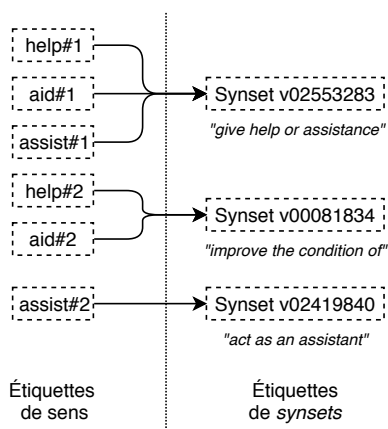 help#1
aid#1
assist#1
Synset v02553283
"give help or assistance"
help#2
aid#2
Synset v00081834
"improve the condition of"
assist#2
Synset v02419840
"act as an assistant"
Étiquettes
de sens
Étiquettes
de synsets